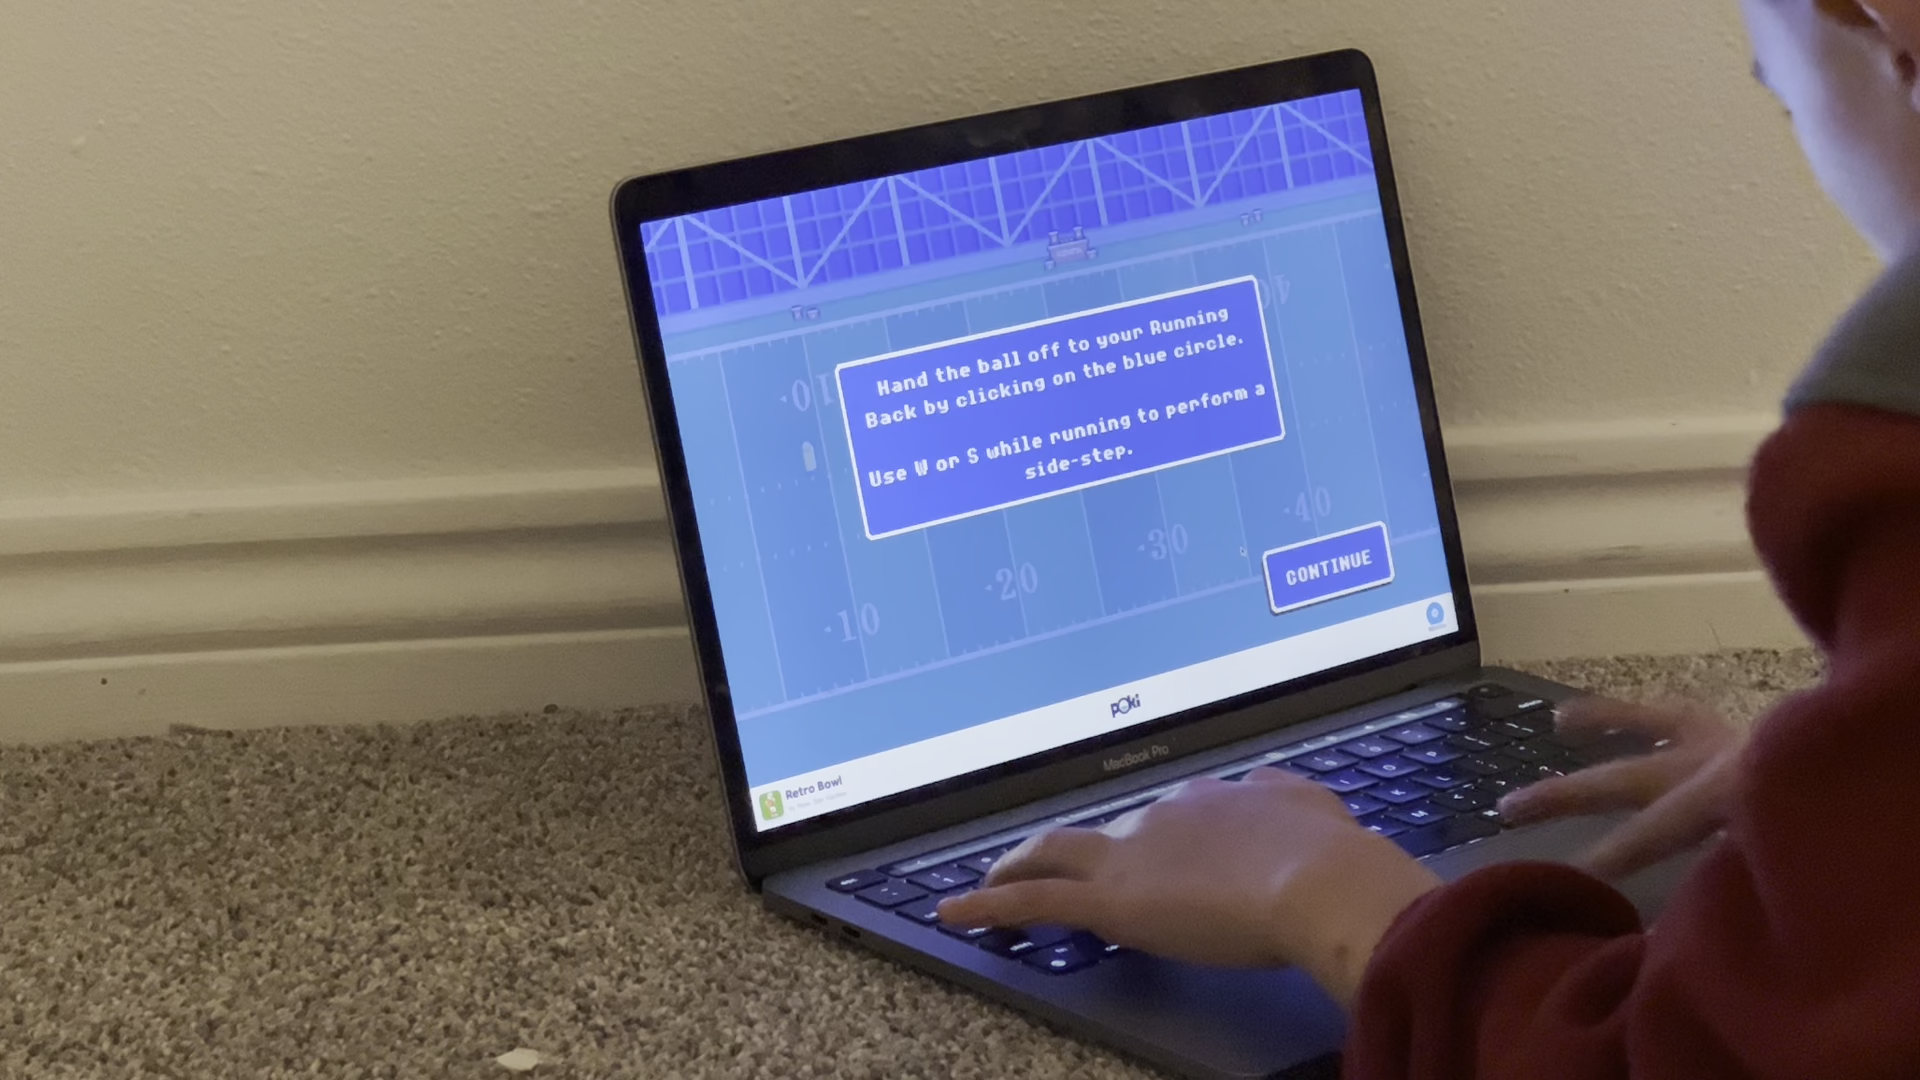 Hand the ball off to your Running
Back by clicking on the blue circle.
Use W or S while running to perform a
side-step.
10
40
10
20
30
40
CONTINUE
poki
Retro Bowl
MacBook Pro